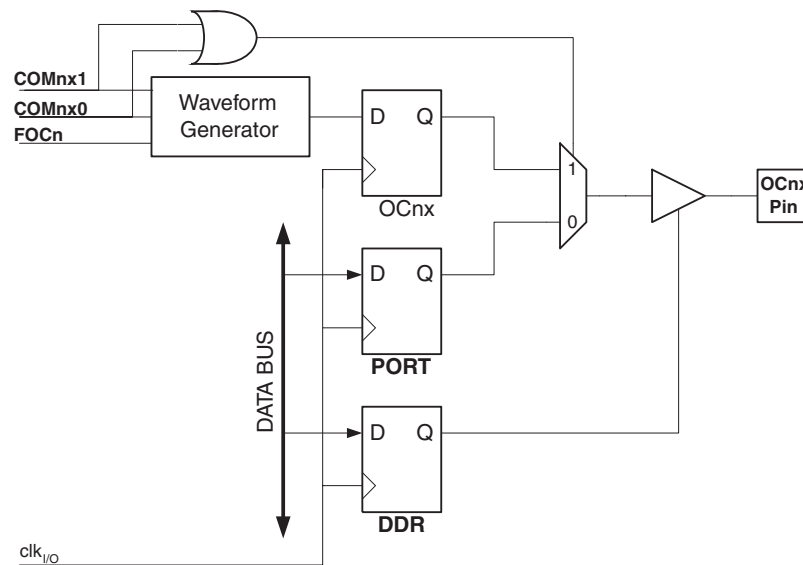 COMnx1
COMnx0
FOCn
Waveform
Generator
D Q
OCnx
1
0
OCnx
Pin
D Q
PORT
D Q
DDR
DATA BUS
clkI/O